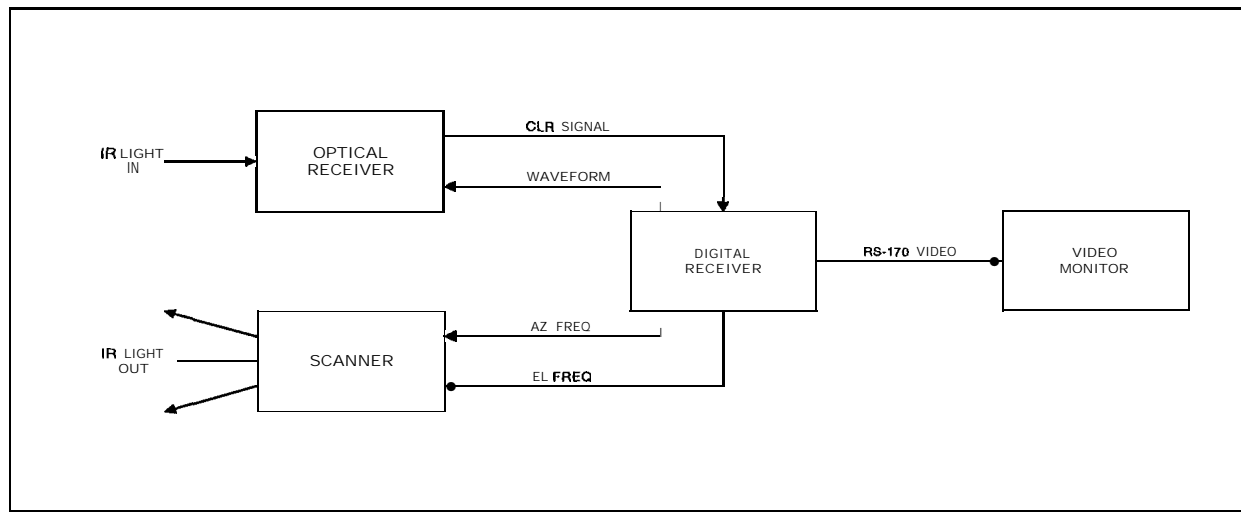 CLR SIGNAL
IR LIGHT
IN
OPTICAL
RECEIVER
WAVEFORM
DIGITAL
RECEIVER
RS-170 VIDEO
VIDEO
MONITOR
AZ FREQ
IR LIGHT
OUT
SCANNER
EL FREQ